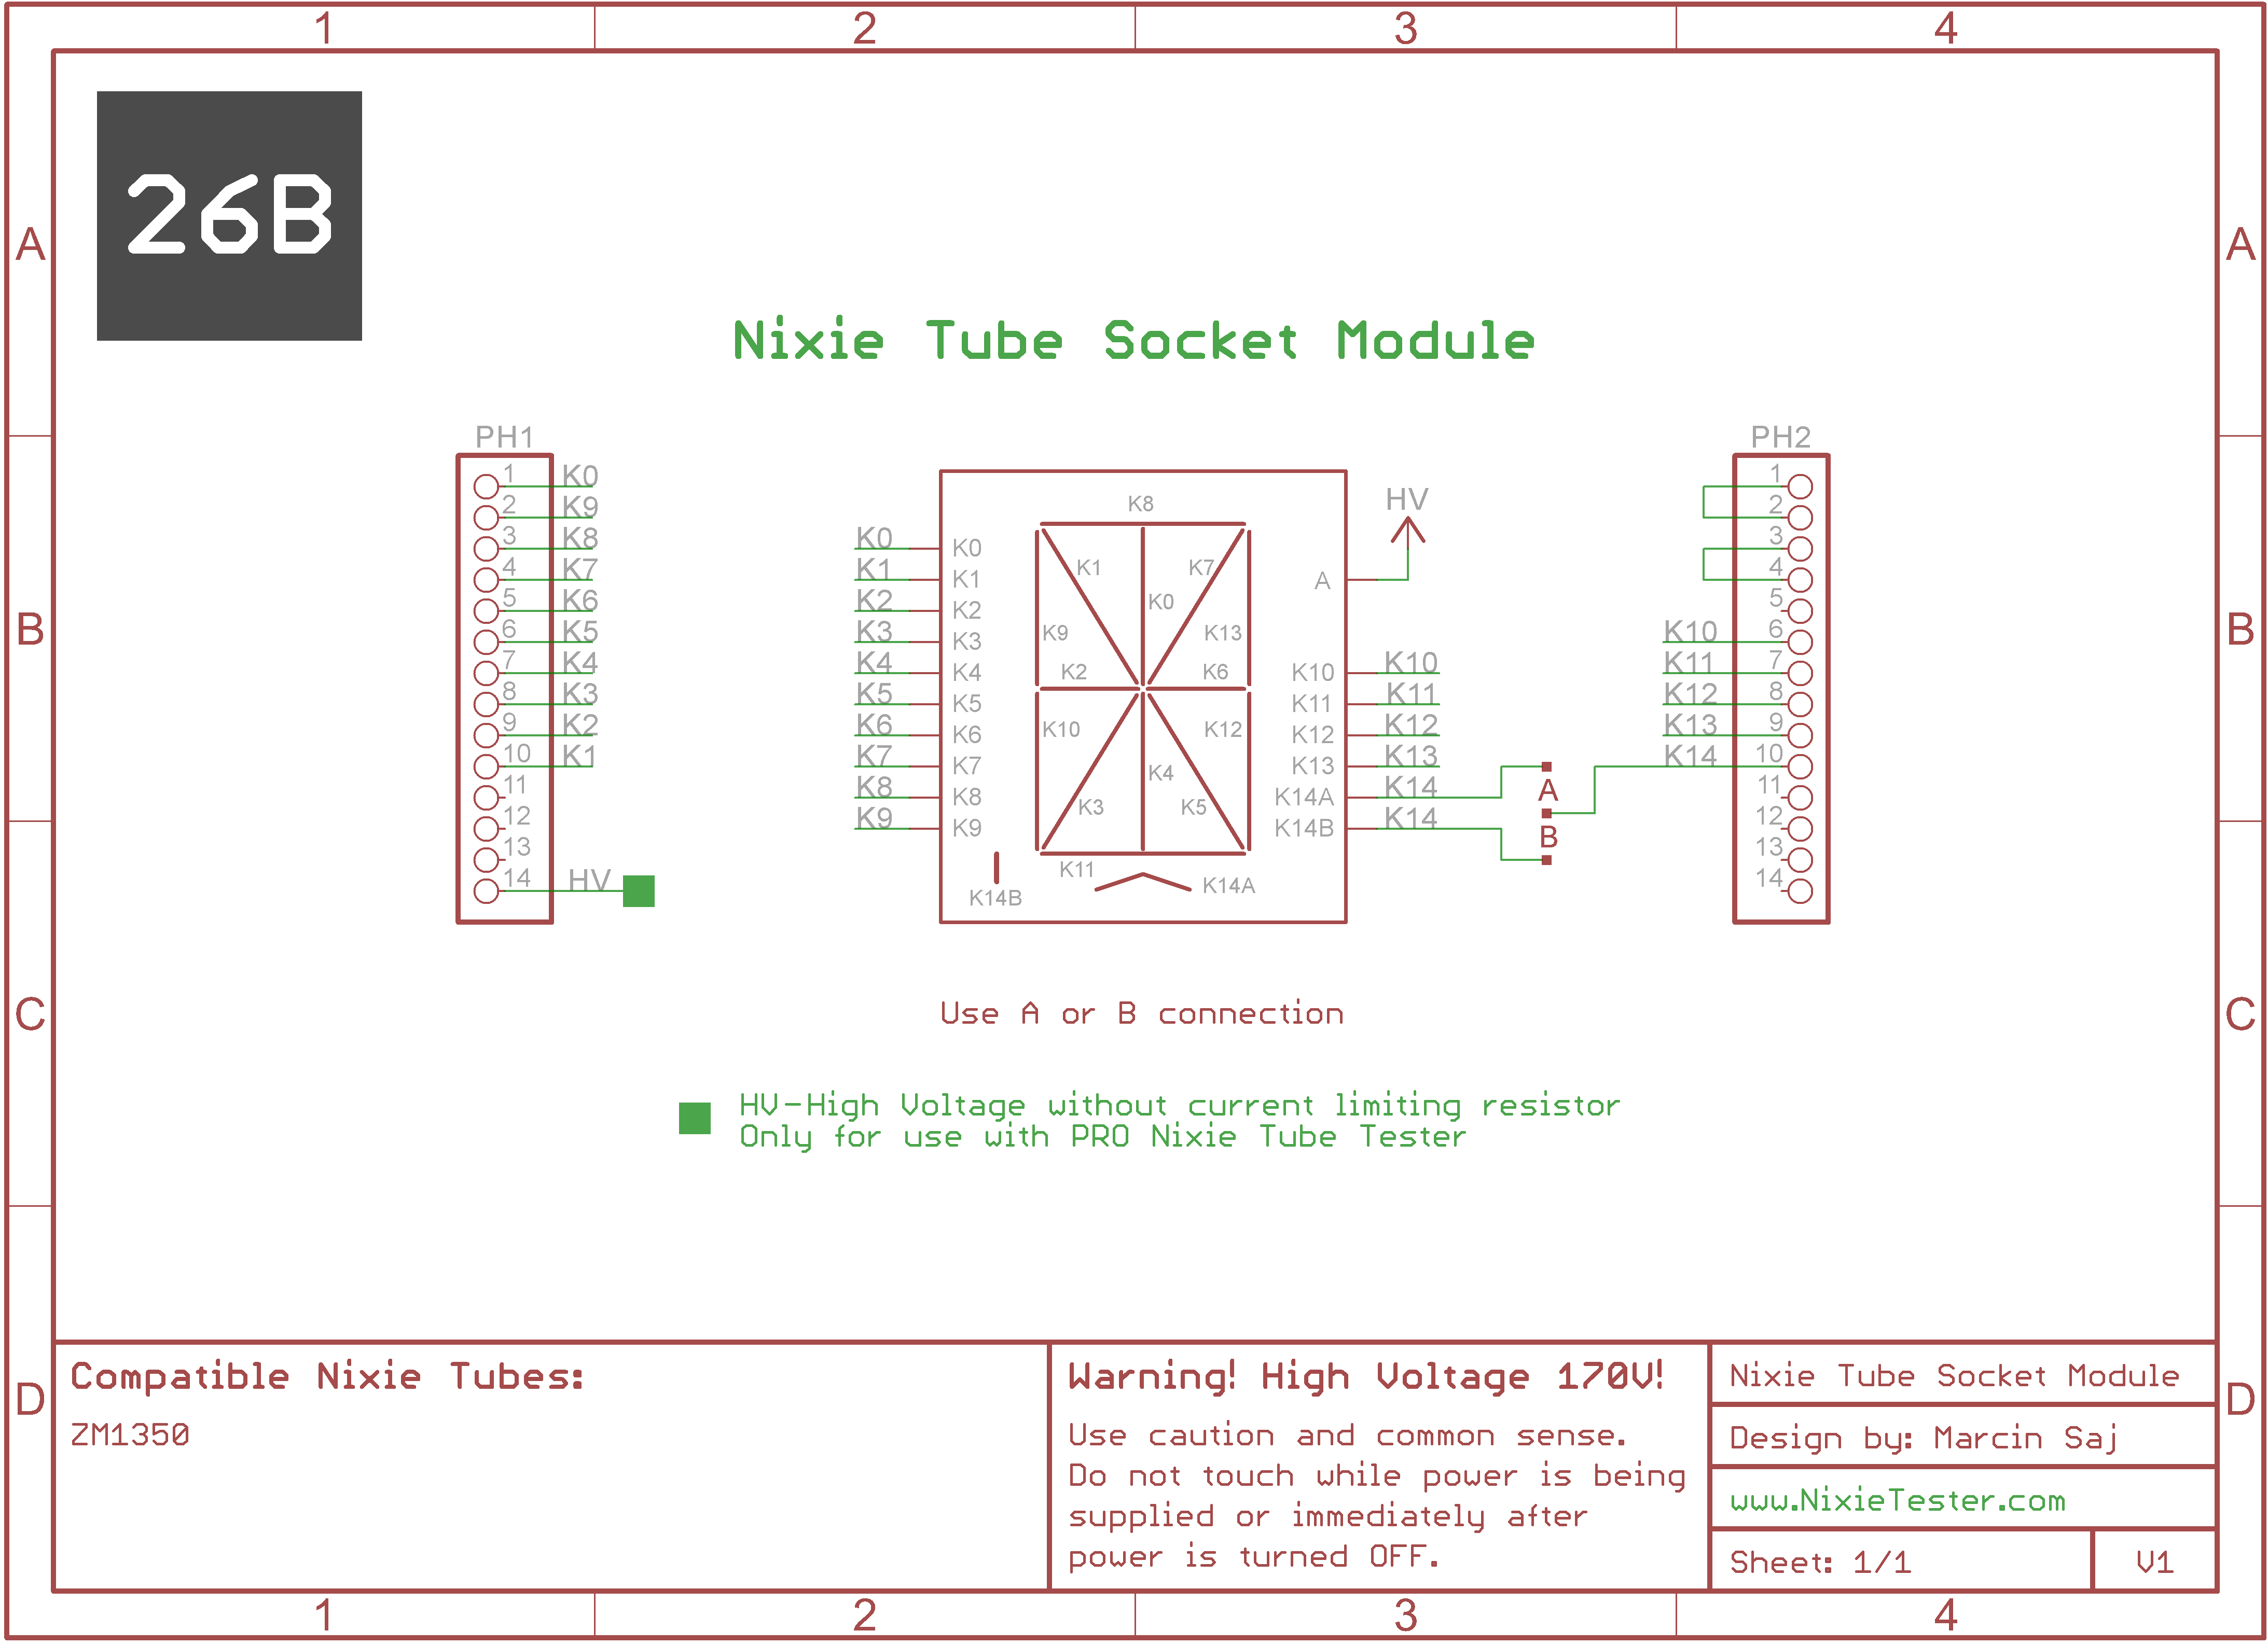 1 2 3 4
A A
26B
Nixie Tube Socket Module
PH1
1 K0
2 K9
3 K8
4 K7
5 K6
6 K5
7 K4
8 K3
9 K2
10 K1
11
12
13
14 HV
K0 K0
K1 K1
K2 K2
K3 K3
K4 K4
K5 K5
K6 K6
K7 K7
K8 K8
K9 K9
K8
K1 K7
K0
K9 K13
K2 K6
K10 K12
K4
K3 K5
K11
K14B K14A
HV
A
K10 K10
K11 K11
K12 K12
K13 K13
K14A K14
K14B K14
A
B
PH2
1
2
3
4
5
K10 6
K11 7
K12 8
K13 9
K14 10
11
12
13
14
B B
C C
Use A or B connection
HV-High Voltage without current limiting resistor
Only for use with PRO Nixie Tube Tester
D D
Compatible Nixie Tubes:
ZM1350
Warning! High Voltage 170V!
Use caution and common sense.
Do not touch while power is being
supplied or immediately after
power is turned OFF.
Nixie Tube Socket Module
Design by: Marcin Saj
www.NixieTester.com
Sheet: 1/1 V1
1 2 3 4